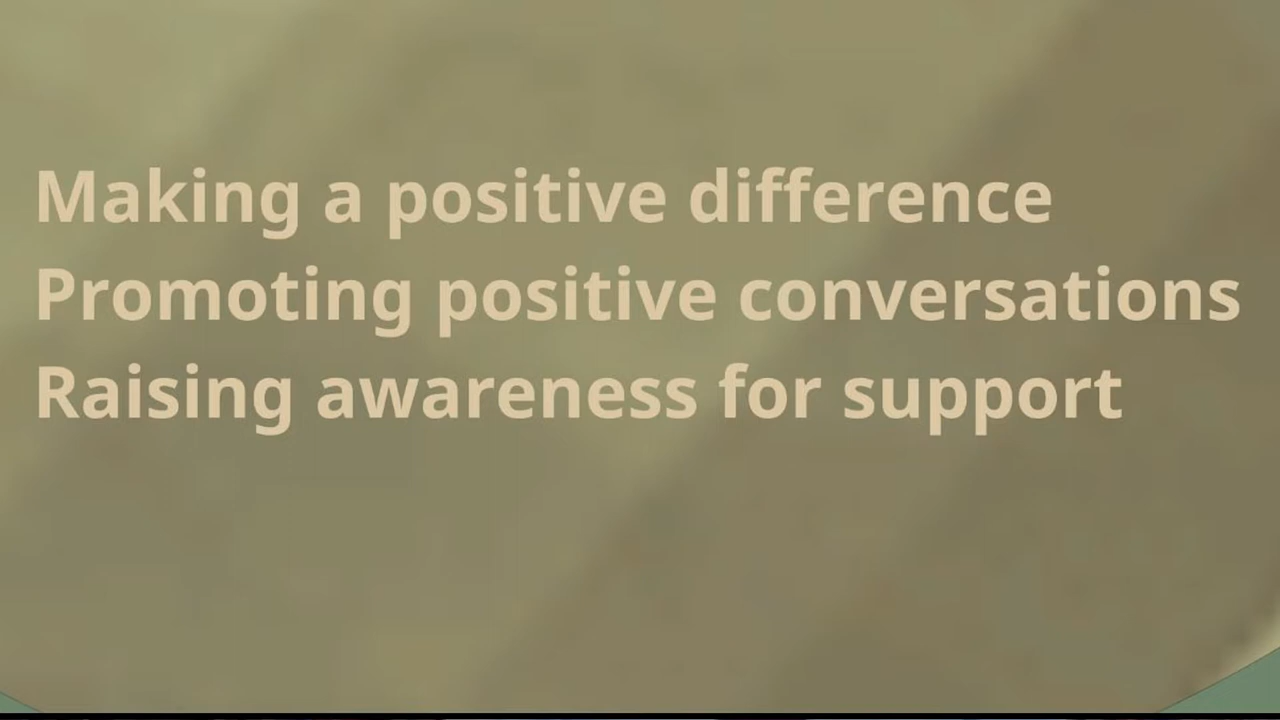 Making a positive difference
Promoting positive conversations
Raising awareness for support